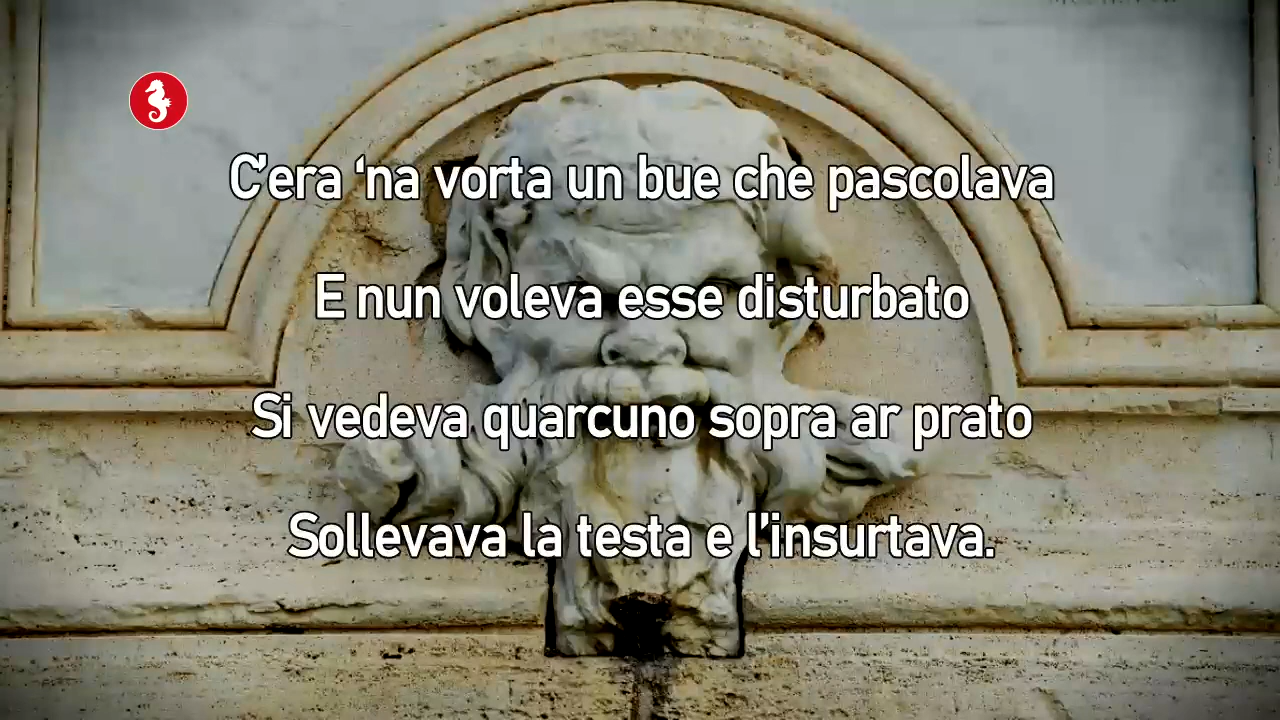 C'era ‘na vorta un bue che pascolava
E nun voleva esse disturbato
Si vedeva quarcuno sopra ar prato
Sollevava la testa e l'insurtava.